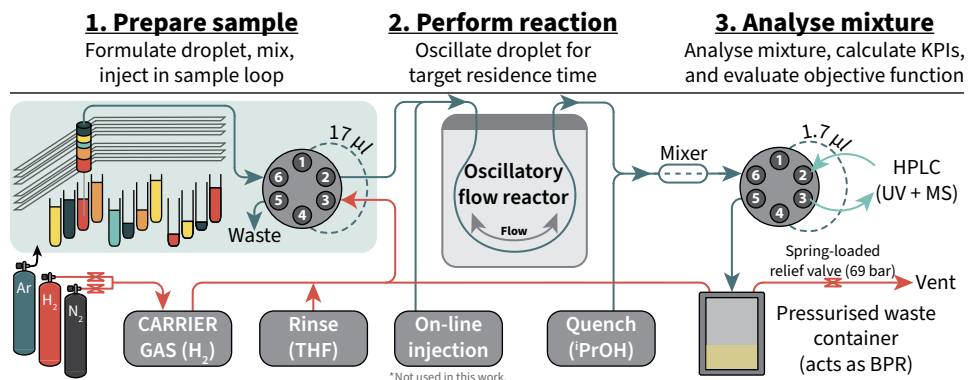 1. Prepare sample
Formulate droplet, mix,
inject in sample loop
2. Perform reaction
Oscillate droplet for
target residence time
3. Analyse mixture
Analyse mixture, calculate KPIs,
and evaluate objective function
17 µl
1
2
3
4
5
6
Waste
Oscillatory
flow reactor
Flow
Mixer
1.7 µl
1
2
3
4
5
6
HPLC
(UV + MS)
Ar
H2
N2
CARRIER
GAS (H2)
Rinse
(THF)
On-line
injection
*Not used in this work.
Quench
(iPrOH)
Spring-loaded
relief valve (69 bar)
Vent
Pressurised waste
container
(acts as BPR)